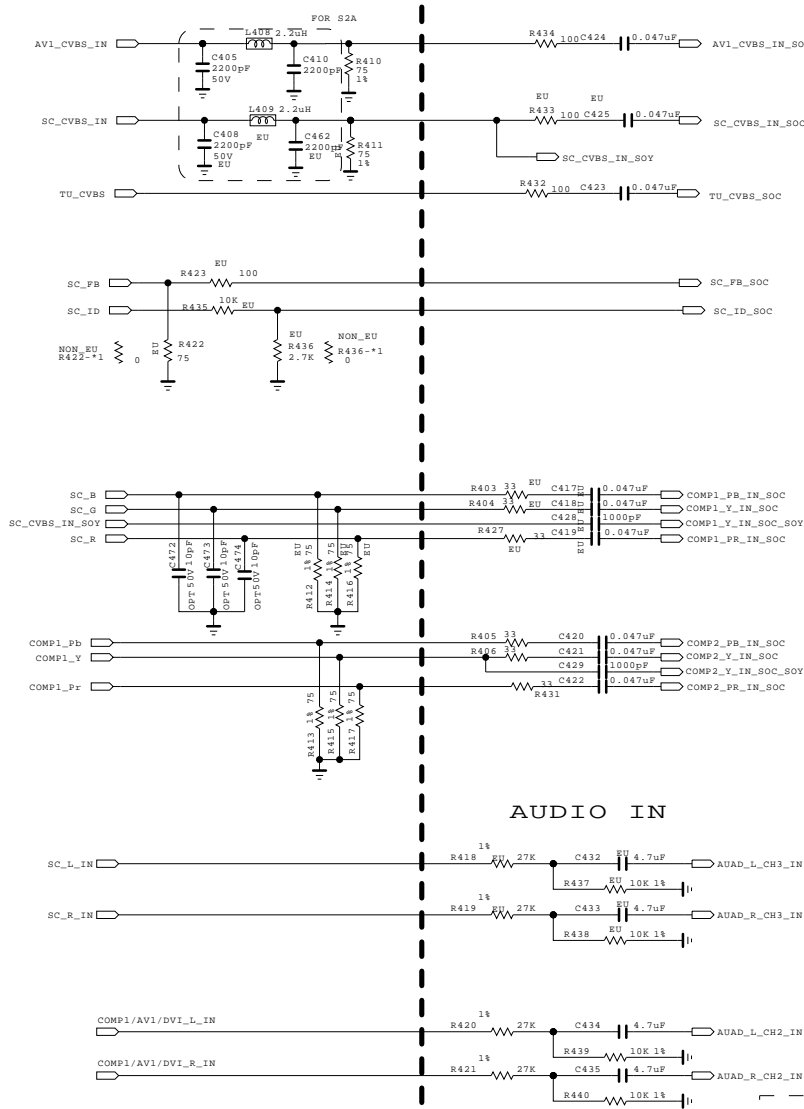 FOR S2A
L408 2.2uH
AV1_CVBS_IN
C405
2200pF
50V
C410
2200pF
R410
75
1%
R434
100
C424
0.047uF
AV1_CVBS_IN_SO
L409 2.2uH
EU
SC_CVBS_IN
C408
2200pF
50V
EU
C462
2200pF
EU
R411
75
1%
EU
R433
100
EU
C425
0.047uF
SC_CVBS_IN_SOC
SC_CVBS_IN_SOY
TU_CVBS
R432
100
C423
0.047uF
TU_CVBS_SOC
EU
R423
100
SC_FB
SC_FB_SOC
SC_ID
R435
10K
EU
SC_ID_SOC
NON_EU
R422-*1
0
EU
R422
75
EU
R436
2.7K
NON_EU
R436-*1
0
SC_B
R403
33
EU
C417
EU
0.047uF
COMP1_PB_IN_SOC
SC_G
R404
33
EU
C418
EU
0.047uF
COMP1_Y_IN_SOC
SC_CVBS_IN_SOY
C428
EU
1000pF
COMP1_Y_IN_SOC_SOY
SC_R
R427
33
EU
C419
EU
0.047uF
COMP1_PR_IN_SOC
C472
OPT 50V 10pF
C473
OPT 50V 10pF
C474
OPT 50V 10pF
R412
1% 75
EU
R414
1% 75
EU
R416
1% 75
EU
COMP1_Pb
R405
33
C420
0.047uF
COMP2_PB_IN_SOC
COMP1_Y
R406
33
C421
0.047uF
COMP2_Y_IN_SOC
C429
1000pF
COMP2_Y_IN_SOC_SOY
COMP1_Pr
33
R431
C422
0.047uF
COMP2_PR_IN_SOC
R413
1% 75
R415
1% 75
R417
1% 75
AUDIO IN
SC_L_IN
R418
1%
EU
27K
C432
EU
4.7uF
AUAD_L_CH3_IN
R437
EU
10K 1%
SC_R_IN
R419
1%
EU
27K
C433
EU
4.7uF
AUAD_R_CH3_IN
R438
EU
10K 1%
COMP1/AV1/DVI_L_IN
R420
1%
27K
C434
4.7uF
AUAD_L_CH2_IN
R439
10K 1%
COMP1/AV1/DVI_R_IN
R421
1%
27K
C435
4.7uF
AUAD_R_CH2_IN
R440
10K 1%